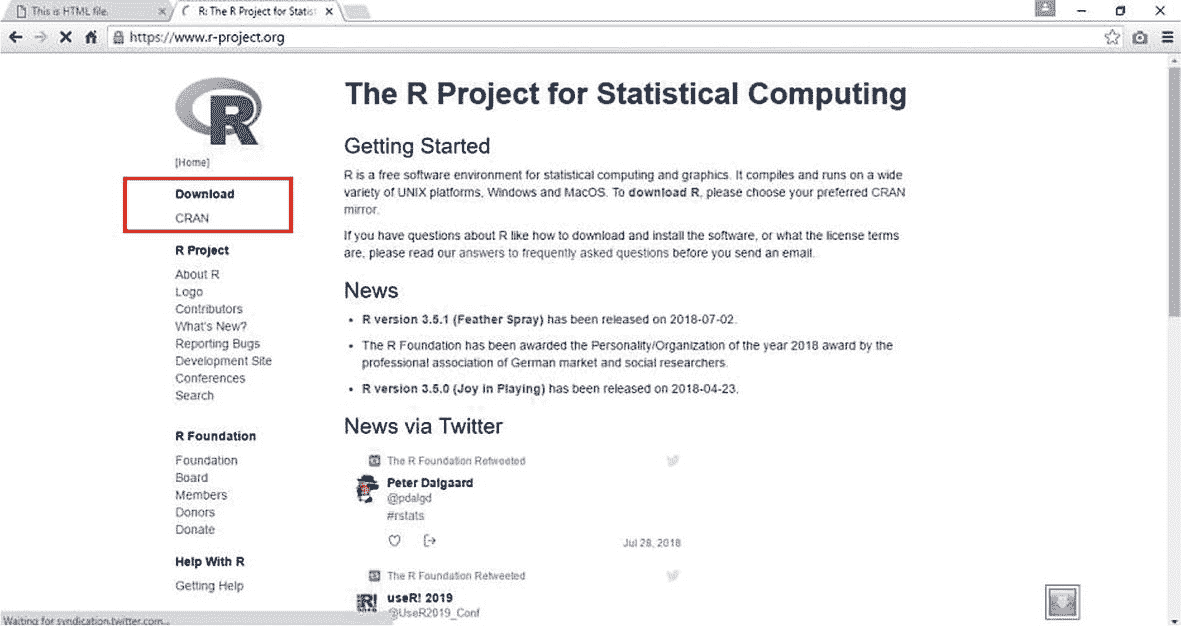 This is HTML file.
R: The R Project for Statist
https://www.r-project.org
R
[Home]
Download
CRAN
R Project
About R
Logo
Contributors
What's New?
Reporting Bugs
Development Site
Conferences
Search
R Foundation
Foundation
Board
Members
Donors
Donate
Help With R
Getting Help
The R Project for Statistical Computing
Getting Started
R is a free software environment for statistical computing and graphics. It compiles and runs on a wide
variety of UNIX platforms, Windows and MacOS. To download R, please choose your preferred CRAN
mirror.
If you have questions about R like how to download and install the software, or what the license terms
are, please read our answers to frequently asked questions before you send an email.
News
• R version 3.5.1 (Feather Spray) has been released on 2018-07-02.
• The R Foundation has been awarded the Personality/Organization of the year 2018 award by the
professional association of German market and social researchers.
• R version 3.5.0 (Joy in Playing) has been released on 2018-04-23.
News via Twitter
The R Foundation Retweeted
Peter Dalgaard
@pdalgd
#rstats
Jul 28, 2018
The R Foundation Retweeted
useR! 2019
@UseR2019_Conf
Waiting for syndication.twitter.com...